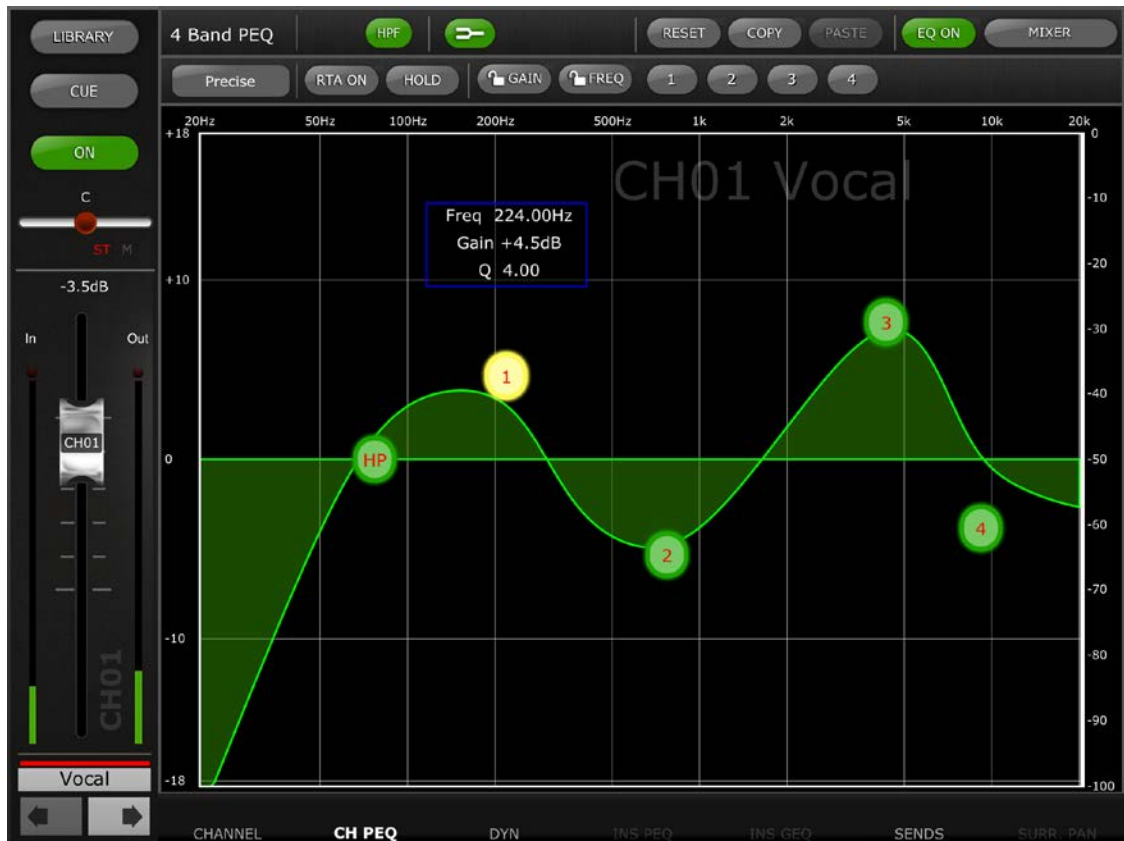 LIBRARY
4 Band PEQ
HPF
RESET
COPY
PASTE
EQ ON
MIXER
CUE
Precise
RTA ON
HOLD
GAIN
FREQ
1
2
3
4
20Hz 50Hz 100Hz 200Hz 500Hz 1k 2k 5k 10k 20k
+18
0
ON
CH01 Vocal
C
-10
Freq 224.00Hz
Gain +4.5dB
Q 4.00
ST M
-20
+10
-3.5dB
In
Out
-30
3
1
-40
CH01
HP
0
-50
4
-60
2
-70
-10
-80
CH01
-90
Vocal
-18
-100
CHANNEL
CH PEQ
DYN
INS PEQ
INS GEQ
SENDS
SURR. PAN